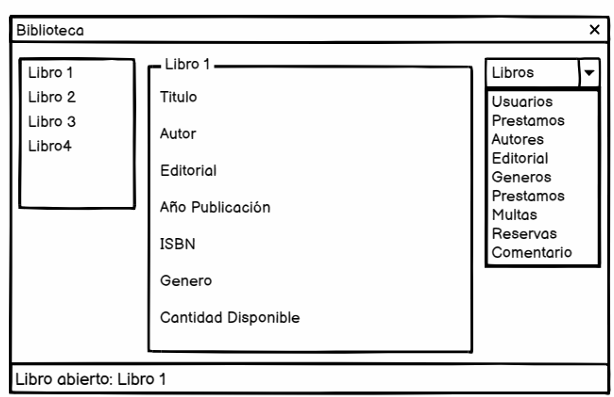 Biblioteca
×
Libro 1
Libro 2
Libro 3
Libro4
Libro 1
Titulo
Autor
Editorial
Año Publicación
ISBN
Genero
Cantidad Disponible
Libros
Usuarios
Prestamos
Autores
Editorial
Generos
Prestamos
Multas
Reservas
Comentario
Libro abierto: Libro 1